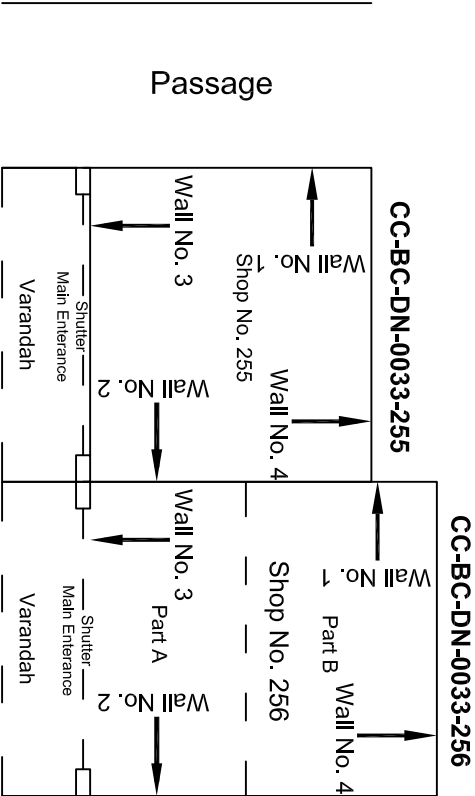 Passage
CC-BC-DN-0033-255
Wall No. 1
Wall No. 3
Shop No. 255
Wall No. 4
Wall No. 2
Shutter
Main Enterance
Varandah
CC-BC-DN-0033-256
Wall No. 1
Wall No. 3
Shop No. 256
Part B
Wall No. 4
Part A
Wall No. 2
Shutter
MaIn Enterance
Varandah